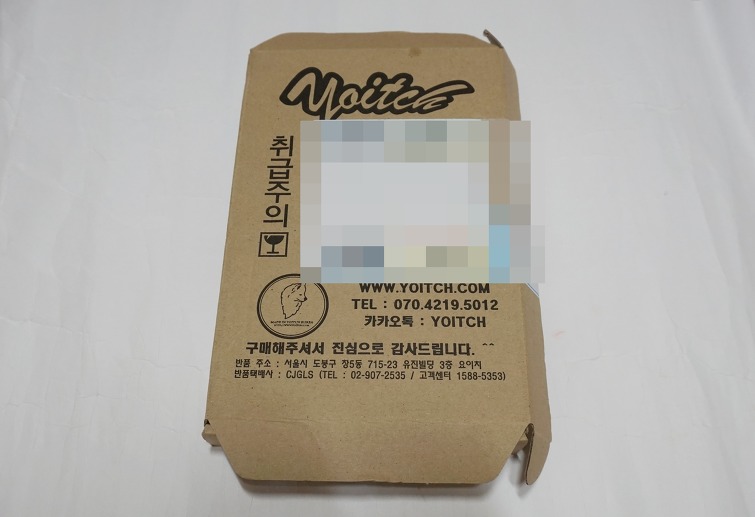 Yoitch
취급주의
WWW.YOITCH.COM
TEL : 070.4219.5012
카카오톡 : YOITCH
구매해주셔서 진심으로 감사드립니다. ^^
반품 주소 : 서울시 도봉구 창5동 715-23 유진빌딩 3층 요이치
반품택배사 : CJGLS (TEL : 02-907-2535 / 고객센터 1588-5353)